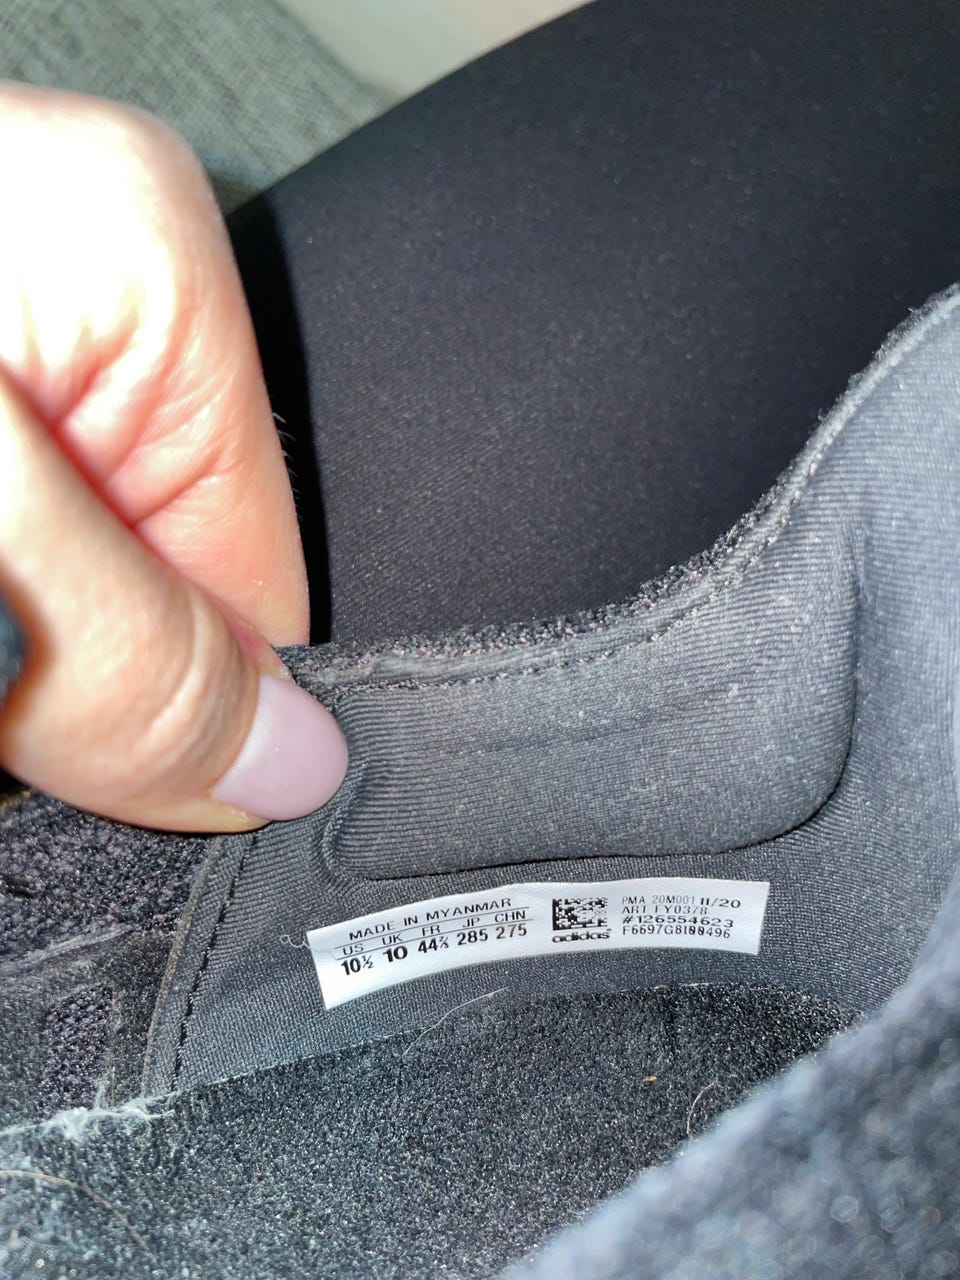 MADE IN MYANMAR
US UK FR JP CHN
10½ 10 44⅔ 285 275
adidas
PMA 20M001 11/20
ART FY0378
#126554623